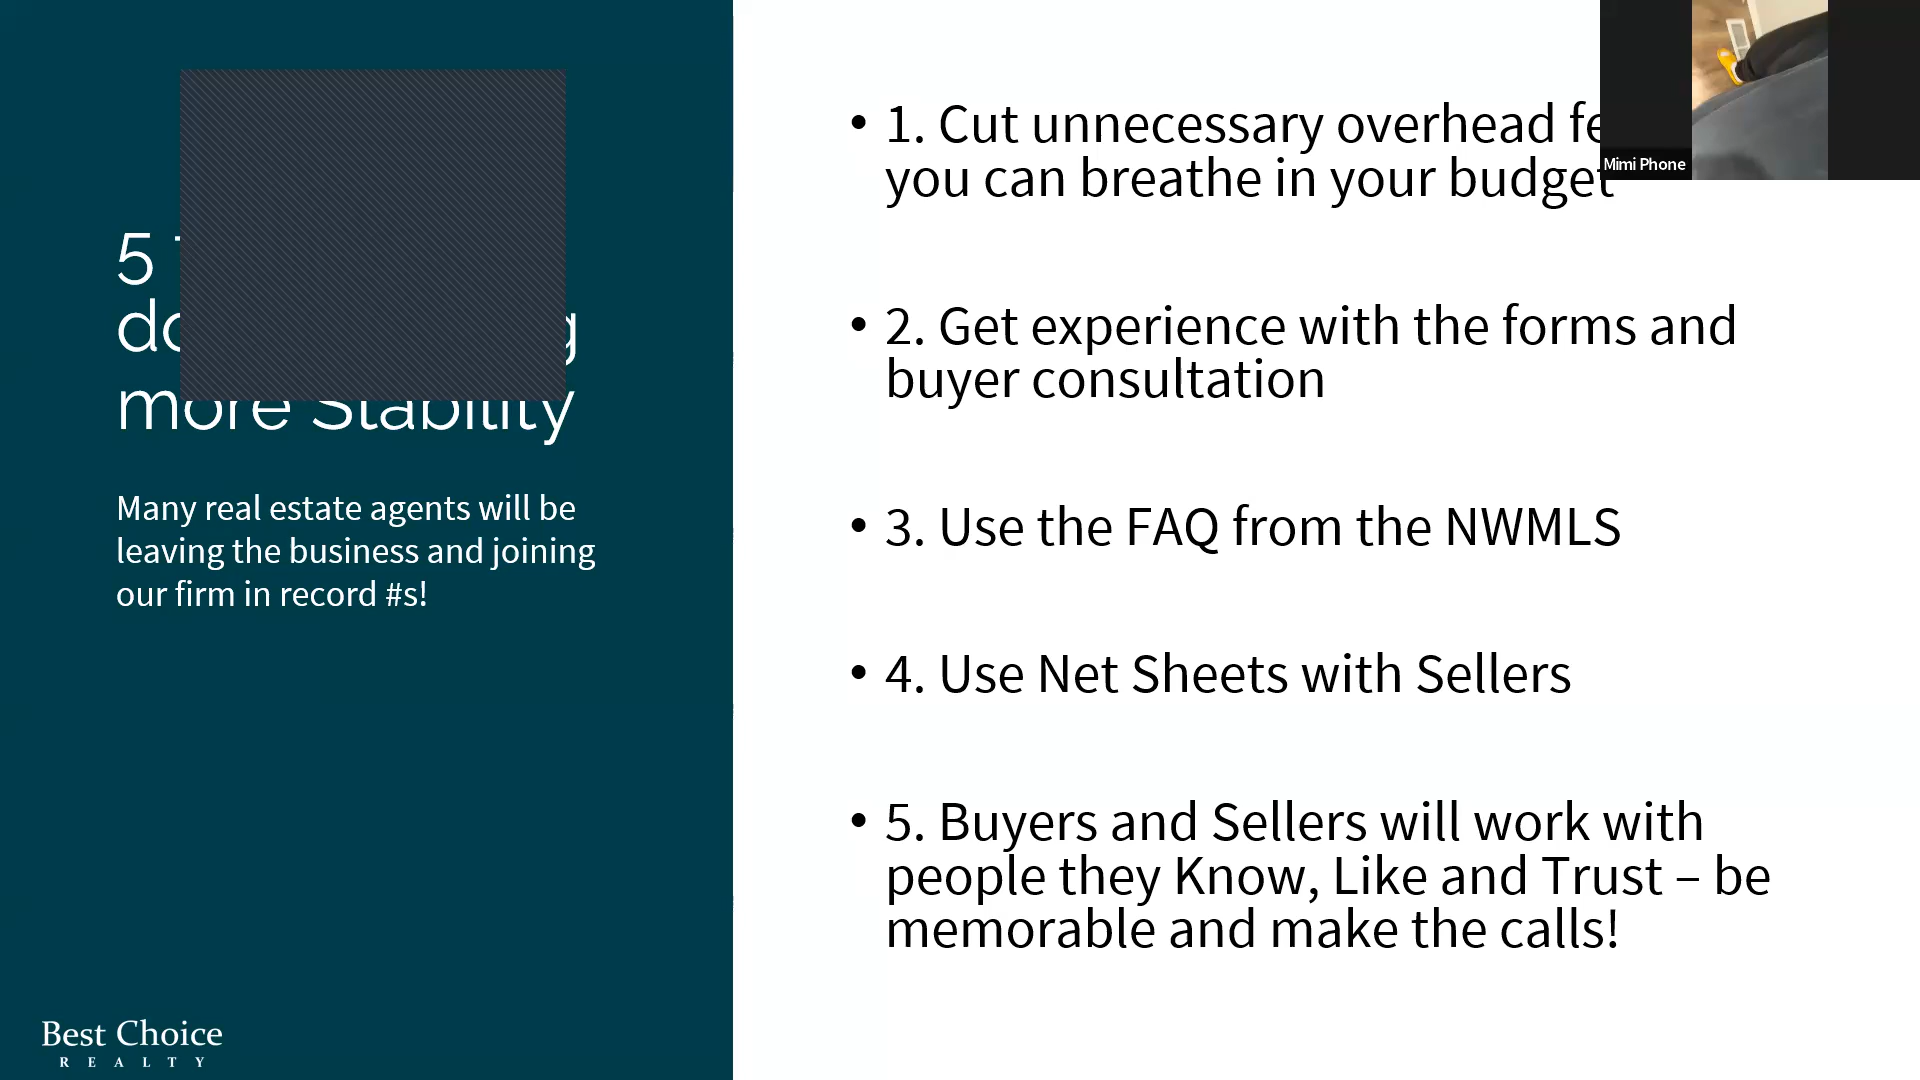 5
more Stability
Many real estate agents will be
leaving the business and joining
our firm in record #s!
Best Choice
REALTY
• 1. Cut unnecessary overhead
you can breathe in your budget
• 2. Get experience with the forms and
buyer consultation
• 3. Use the FAQ from the NWMLS
• 4. Use Net Sheets with Sellers
• 5. Buyers and Sellers will work with
people they Know, Like and Trust – be
memorable and make the calls!
Mimi Phone